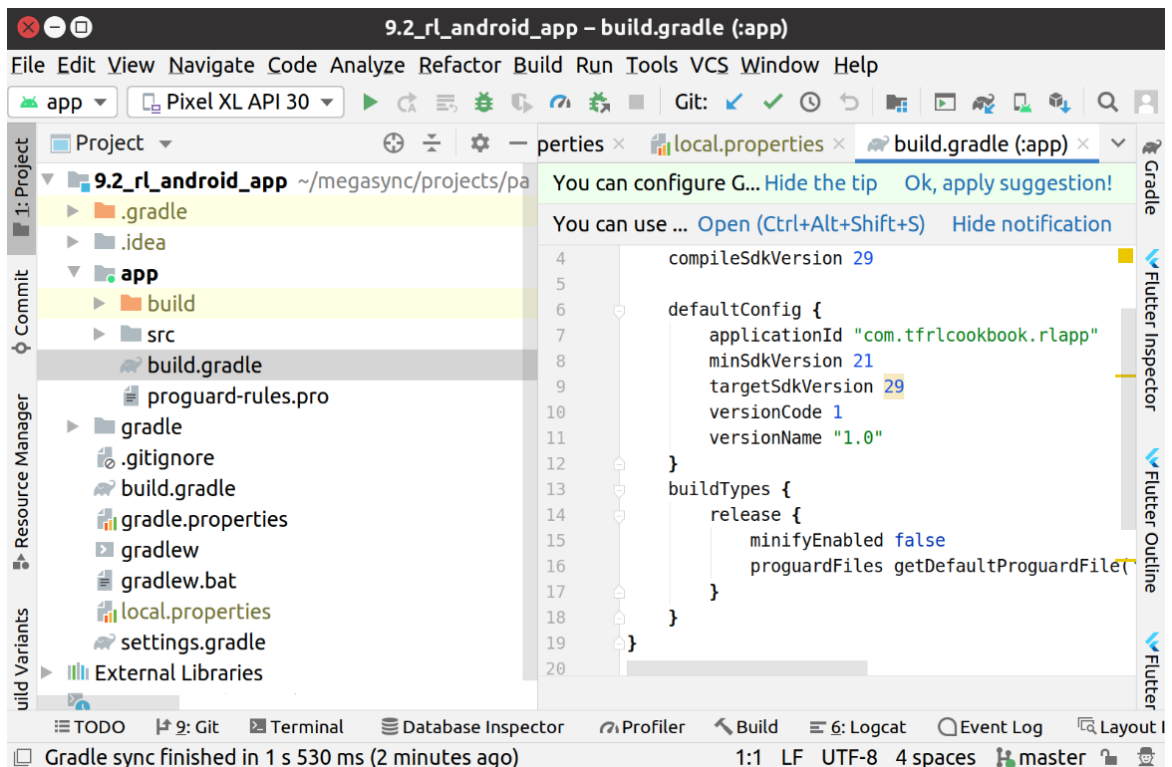 9.2_rl_android_app – build.gradle (:app)
File Edit View Navigate Code Analyze Refactor Build Run Tools VCS Window Help
app Pixel XL API 30 Git:
1: Project
Commit
Resource Manager
uild Variants
Project
9.2_rl_android_app ~/megasync/projects/pa
.gradle
.idea
app
build
src
build.gradle
proguard-rules.pro
gradle
.gitignore
build.gradle
gradle.properties
gradlew
gradlew.bat
local.properties
settings.gradle
External Libraries
perties local.properties build.gradle (:app)
You can configure G... Hide the tip Ok, apply suggestion!
You can use ... Open (Ctrl+Alt+Shift+S) Hide notification
4 compileSdkVersion 29
5
6 defaultConfig {
7 applicationId "com.tfrlcookbook.rlapp"
8 minSdkVersion 21
9 targetSdkVersion 29
10 versionCode 1
11 versionName "1.0"
12 }
13 buildTypes {
14 release {
15 minifyEnabled false
16 proguardFiles getDefaultProguardFile(
17 }
18 }
19 }
20
Gradle
Flutter Inspector
Flutter Outline
Flutter
TODO 9: Git Terminal Database Inspector Profiler Build 6: Logcat Event Log Layout I
Gradle sync finished in 1 s 530 ms (2 minutes ago) 1:1 LF UTF-8 4 spaces master